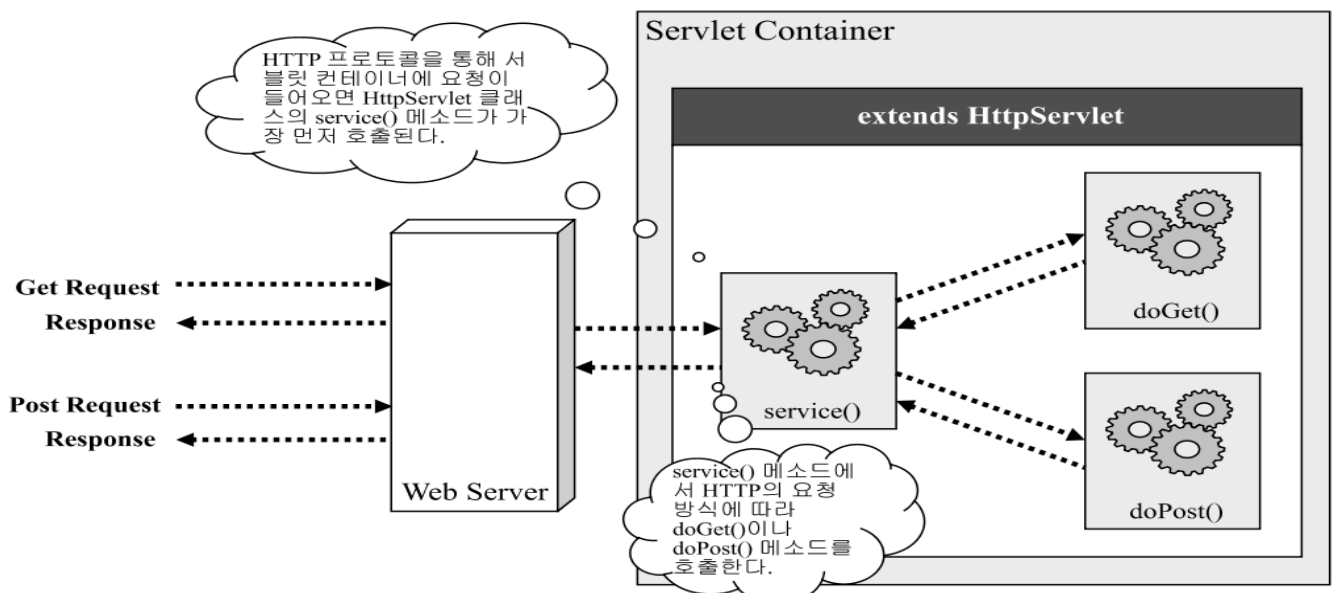 Servlet Container
HTTP 프로토콜을 통해 서
블릿 컨테이너에 요청이
들어오면 HttpServlet 클래
스의 service() 메소드가 가
장 먼저 호출된다.
extends HttpServlet
Get Request
Response
Post Request
Response
Web Server
service()
doGet()
doPost()
service() 메소드에
서 HTTP의 요청
방식에 따라
doGet()이나
doPost() 메소드를
호출한다.